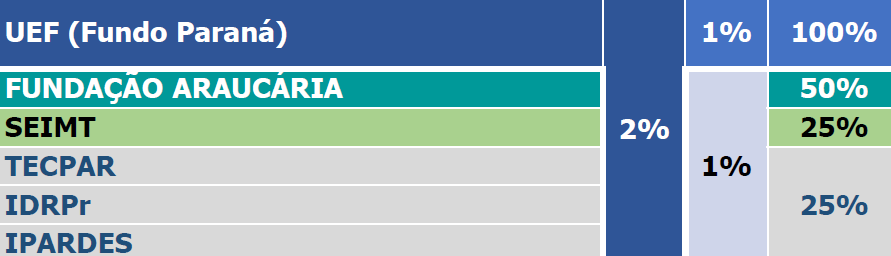 UEF (Fundo Paraná) 1% 100%
FUNDAÇÃO ARAUCÁRIA 50%
SEIMT 2% 25%
TECPAR 1%
IDRPr 25%
IPARDES